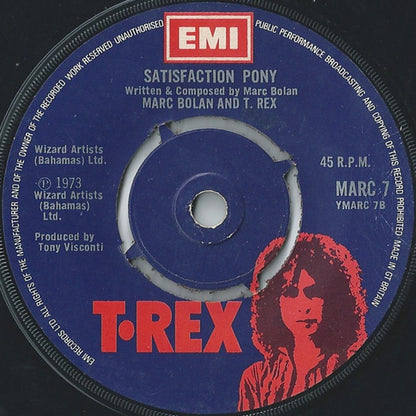 EMI
SATISFACTION PONY
Written & Composed by Marc Bolan
MARC BOLAN AND T. REX
Wizard Artists
(Bahamas) Ltd.
℗ 1973
Wizard Artists
(Bahamas)
Ltd.
Produced by
Tony Visconti
45 R.P.M.
MARC 7
YMARC 7B
T•REX
EMI RECORDS LTD ALL RIGHTS OF THE MANUFACTURER AND OF THE OWNER OF THE RECORDED WORK RESERVED UNAUTHORISED
PUBLIC PERFORMANCE BROADCASTING AND COPYING OF THIS RECORD PROHIBITED MADE IN GT BRITAIN